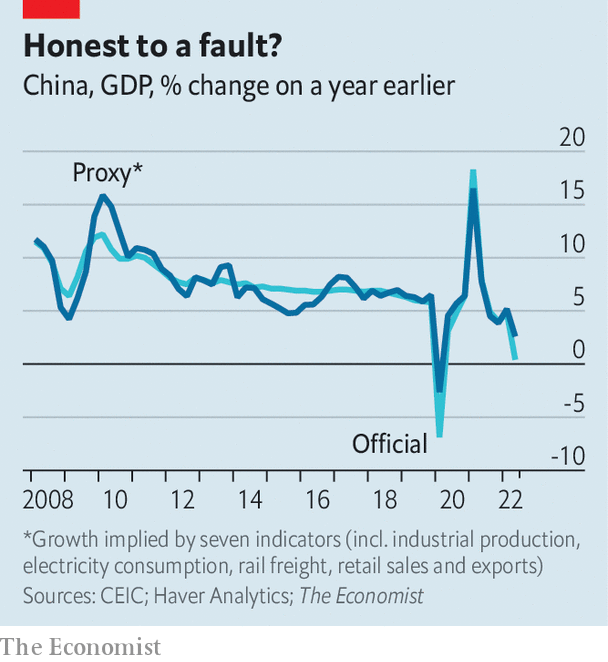 Honest to a fault?
China, GDP, % change on a year earlier
20
Proxy*
15
10
5
0
-5
Official
-10
2008 10 12 14 16 18 20 22
*Growth implied by seven indicators (incl. industrial production,
electricity consumption, rail freight, retail sales and exports)
Sources: CEIC; Haver Analytics; The Economist
The Economist